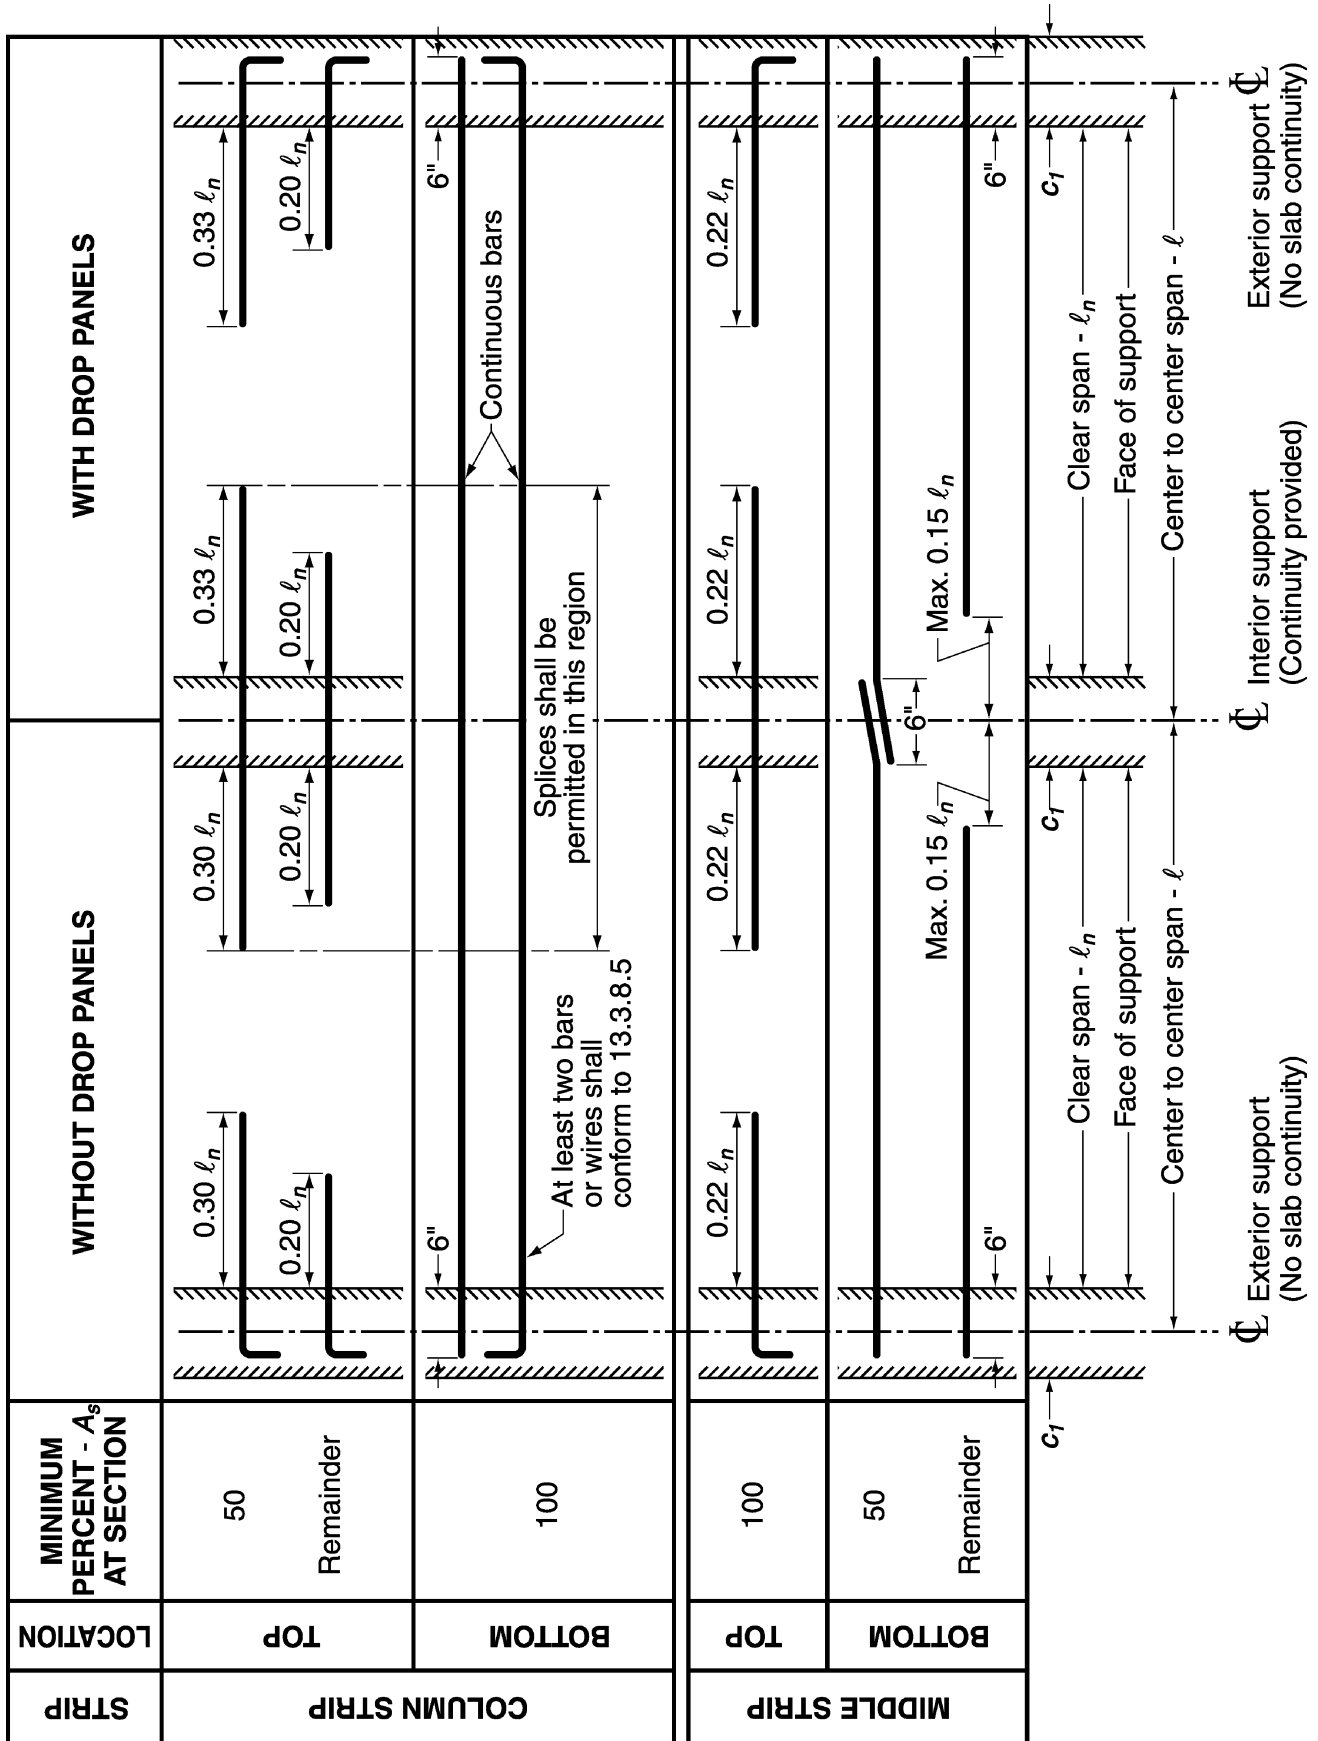 STRIP
LOCATION
MINIMUM
PERCENT - Aₛ
AT SECTION
WITHOUT DROP PANELS
WITH DROP PANELS
COLUMN STRIP
TOP
50
0.30 ℓₙ
0.30 ℓₙ
0.33 ℓₙ
0.33 ℓₙ
Remainder
0.20 ℓₙ
0.20 ℓₙ
0.20 ℓₙ
0.20 ℓₙ
BOTTOM
100
6"
6"
Continuous bars
Splices shall be
permitted in this region
At least two bars
or wires shall
conform to 13.3.8.5
MIDDLE STRIP
TOP
100
0.22 ℓₙ
0.22 ℓₙ
0.22 ℓₙ
0.22 ℓₙ
BOTTOM
50
6"
Remainder
Max. 0.15 ℓₙ
Max. 0.15 ℓₙ
6"
6"
c₁
c₁
c₁
Clear span - ℓₙ
Clear span - ℓₙ
Face of support
Face of support
Center to center span - ℓ
Center to center span - ℓ
℄
℄
℄
Exterior support
(No slab continuity)
Interior support
(Continuity provided)
Exterior support
(No slab continuity)